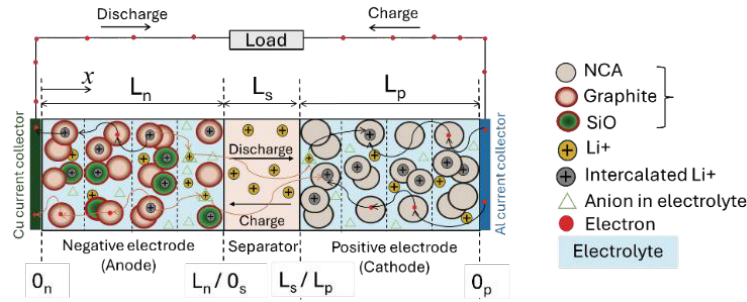 Discharge
Charge
Load
x
Lₙ
Lₛ
Lₚ
Cu current collector
Discharge
Charge
Al current collector
Negative electrode
(Anode)
Separator
Positive electrode
(Cathode)
0ₙ
Lₙ / 0ₛ
Lₛ / Lₚ
0ₚ
NCA
Graphite
SiO
Li+
Intercalated Li+
Anion in electrolyte
Electron
Electrolyte